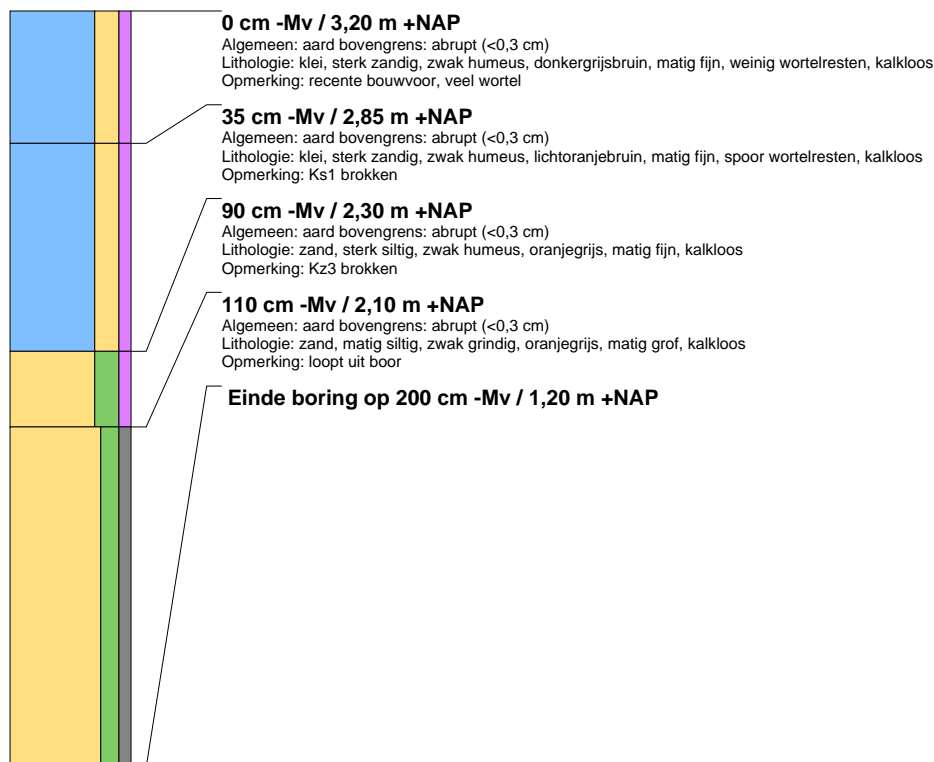 0 cm -Mv / 3,20 m +NAP
Algemeen: aard bovengrens: abrupt (<0,3 cm)
Lithologie: klei, sterk zandig, zwak humeus, donkergrijsbruin, matig fijn, weinig wortelresten, kalkloos
Opmerking: recente bouwvoor, veel wortel
35 cm -Mv / 2,85 m +NAP
Algemeen: aard bovengrens: abrupt (<0,3 cm)
Lithologie: klei, sterk zandig, zwak humeus, lichtoranjebruin, matig fijn, spoor wortelresten, kalkloos
Opmerking: Ks1 brokken
90 cm -Mv / 2,30 m +NAP
Algemeen: aard bovengrens: abrupt (<0,3 cm)
Lithologie: zand, sterk siltig, zwak humeus, oranjegrijs, matig fijn, kalkloos
Opmerking: Kz3 brokken
110 cm -Mv / 2,10 m +NAP
Algemeen: aard bovengrens: abrupt (<0,3 cm)
Lithologie: zand, matig siltig, zwak grindig, oranjegrijs, matig grof, kalkloos
Opmerking: loopt uit boor
Einde boring op 200 cm -Mv / 1,20 m +NAP